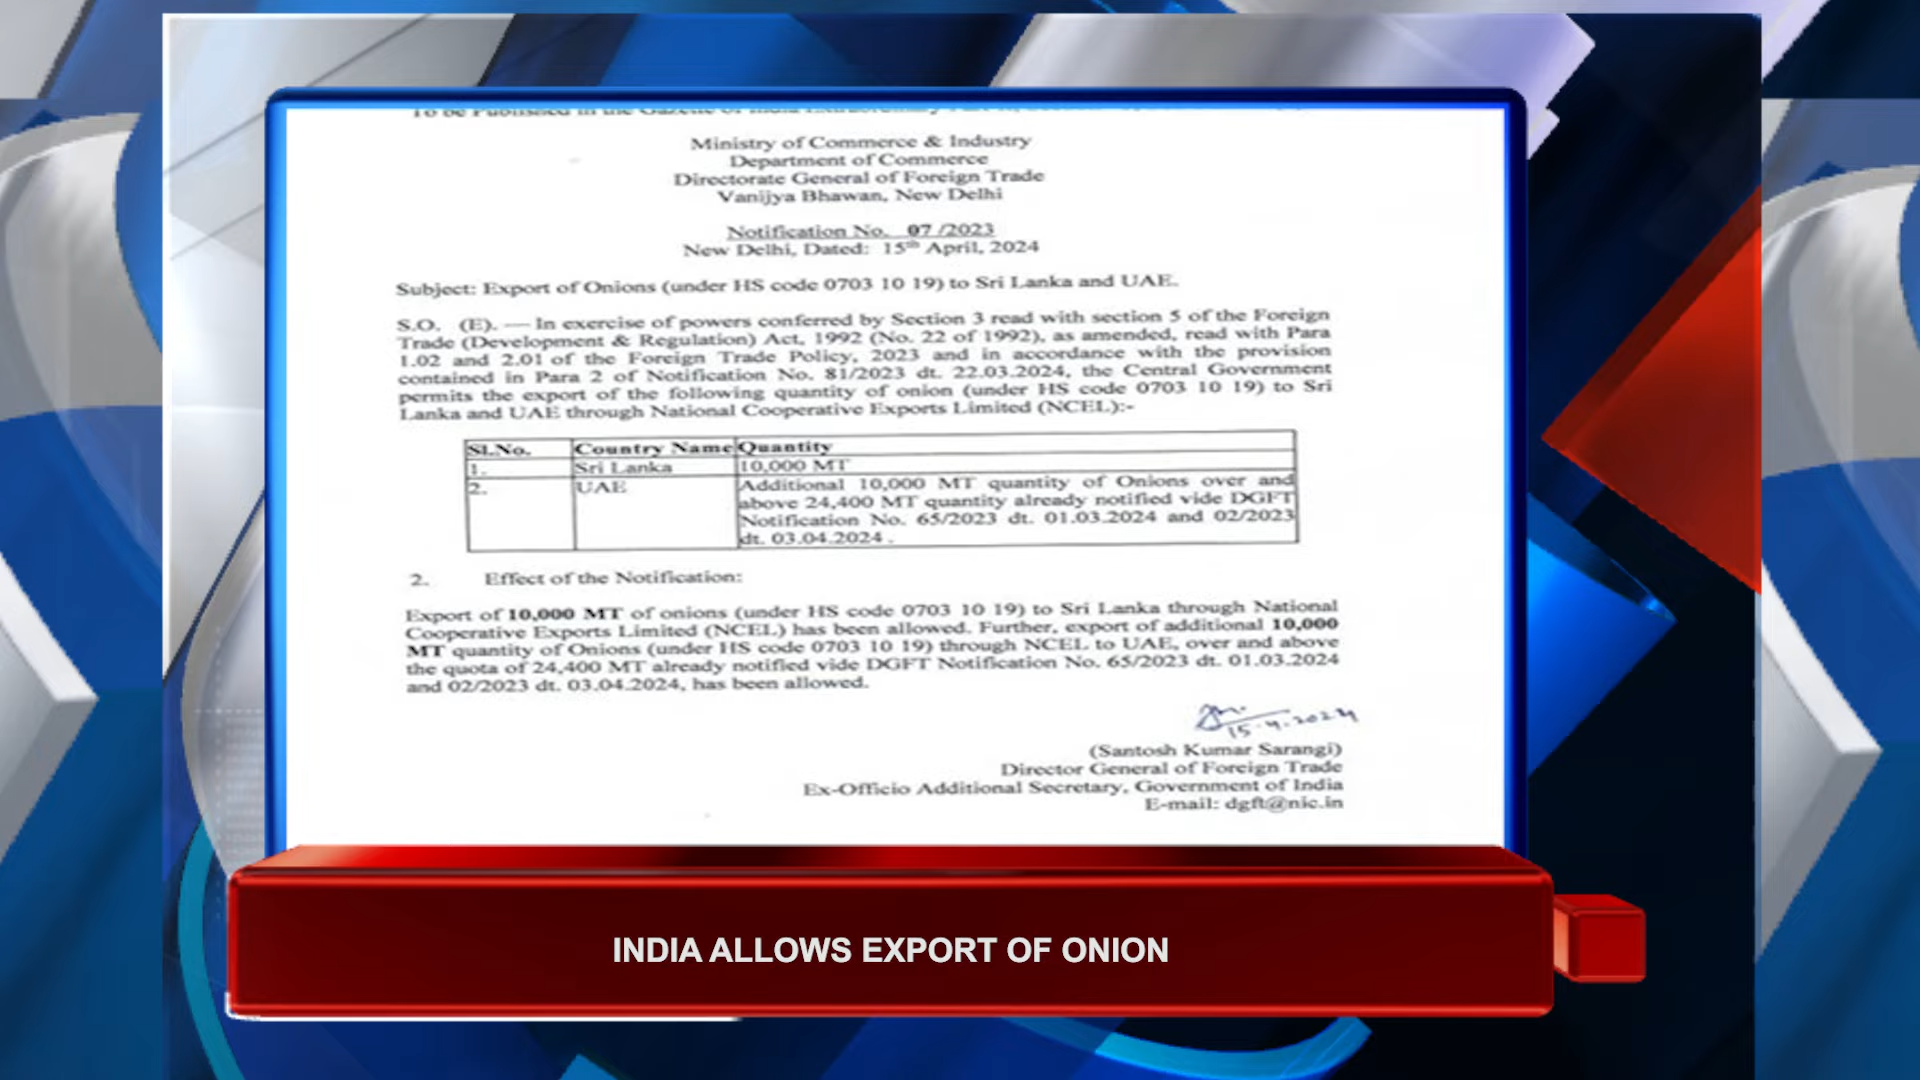 To be Published in the Gazette of India Extraordinary
Ministry of Commerce & Industry
Department of Commerce
Directorate General of Foreign Trade
Vanijya Bhawan, New Delhi
Notification No. 07 /2023
New Delhi, Dated: 15th April, 2024
Subject: Export of Onions (under HS code 0703 10 19) to Sri Lanka and UAE.
S.O. (E). — In exercise of powers conferred by Section 3 read with section 5 of the Foreign
Trade (Development & Regulation) Act, 1992 (No. 22 of 1992), as amended, read with Para
1.02 and 2.01 of the Foreign Trade Policy, 2023 and in accordance with the provision
contained in Para 2 of Notification No. 81/2023 dt. 22.03.2024, the Central Government
permits the export of the following quantity of onion (under HS code 0703 10 19) to Sri
Lanka and UAE through National Cooperative Exports Limited (NCEL):-
Sl.No. Country Name Quantity
1. Sri Lanka 10,000 MT
2. UAE Additional 10,000 MT quantity of Onions over and
above 24,400 MT quantity already notified vide DGFT
Notification No. 65/2023 dt. 01.03.2024 and 02/2023
dt. 03.04.2024 .
2. Effect of the Notification:
Export of 10,000 MT of onions (under HS code 0703 10 19) to Sri Lanka through National
Cooperative Exports Limited (NCEL) has been allowed. Further, export of additional 10,000
MT quantity of Onions (under HS code 0703 10 19) through NCEL to UAE, over and above
the quota of 24,400 MT already notified vide DGFT Notification No. 65/2023 dt. 01.03.2024
and 02/2023 dt. 03.04.2024, has been allowed.
15.4.2024
(Santosh Kumar Sarangi)
Director General of Foreign Trade
Ex-Officio Additional Secretary, Government of India
E-mail: dgft@nic.in
INDIA ALLOWS EXPORT OF ONION